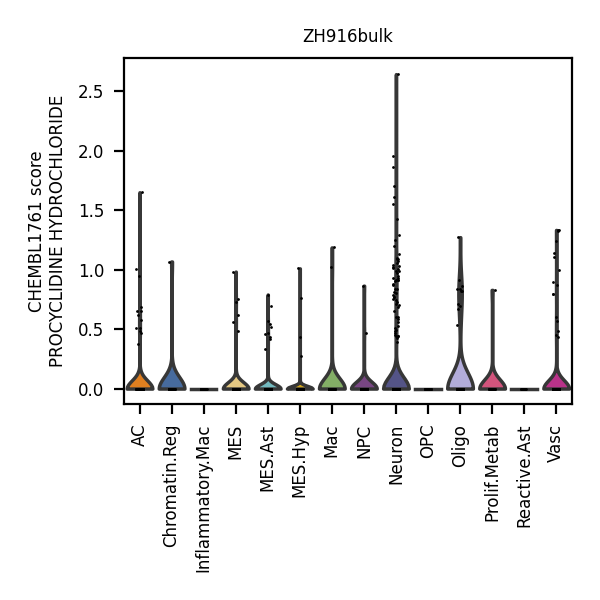 ZH916bulk
CHEMBL1761 score
PROCYCLIDINE HYDROCHLORIDE
2.5
2.0
1.5
1.0
0.5
0.0
AC
Chromatin.Reg
Inflammatory.Mac
MES
MES.Ast
MES.Hyp
Mac
NPC
Neuron
OPC
Oligo
Prolif.Metab
Reactive.Ast
Vasc